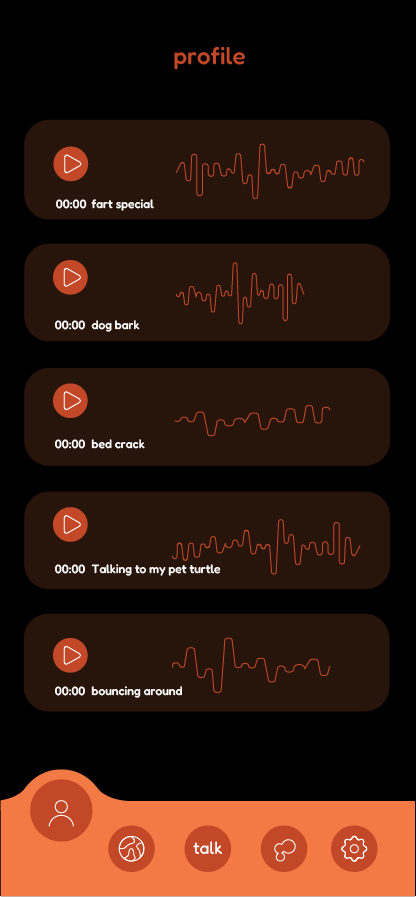 profile
00:00 fart special
00:00 dog bark
00:00 bed crack
00:00 Talking to my pet turtle
00:00 bouncing around
talk